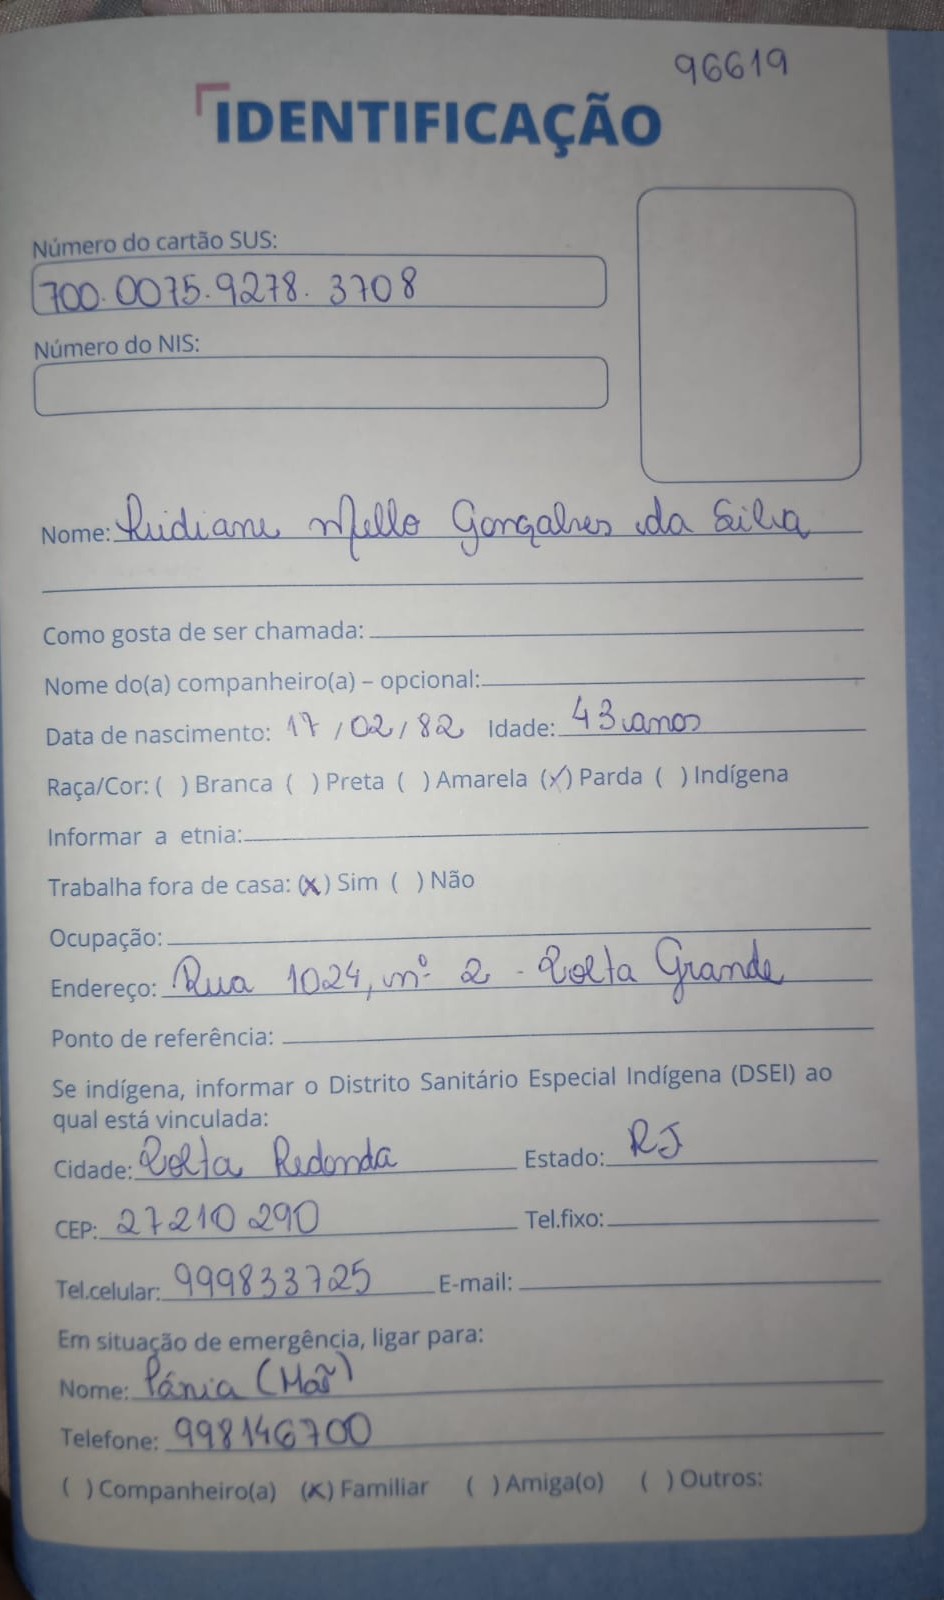 96619
IDENTIFICAÇÃO
Número do cartão SUS:
700.0075.9278.3708
Número do NIS:
Nome: Luidiane Mello Gonçalves da Silva
Como gosta de ser chamada:
Nome do(a) companheiro(a) – opcional:
Data de nascimento: 17/02/82 Idade: 43 anos
Raça/Cor: ( ) Branca ( ) Preta ( ) Amarela (x) Parda ( ) Indígena
Informar a etnia:
Trabalha fora de casa: (x) Sim ( ) Não
Ocupação:
Endereço: Rua 1024, nº 2 - Volta Grande
Ponto de referência:
Se indígena, informar o Distrito Sanitário Especial Indígena (DSEI) ao
qual está vinculada:
Cidade: Volta Redonda Estado: RJ
CEP: 27210290 Tel.fixo:
Tel.celular: 999833725 E-mail:
Em situação de emergência, ligar para:
Nome: Tánia (Mãe)
Telefone: 998146700
( ) Companheiro(a) (x) Familiar ( ) Amiga(o) ( ) Outros: